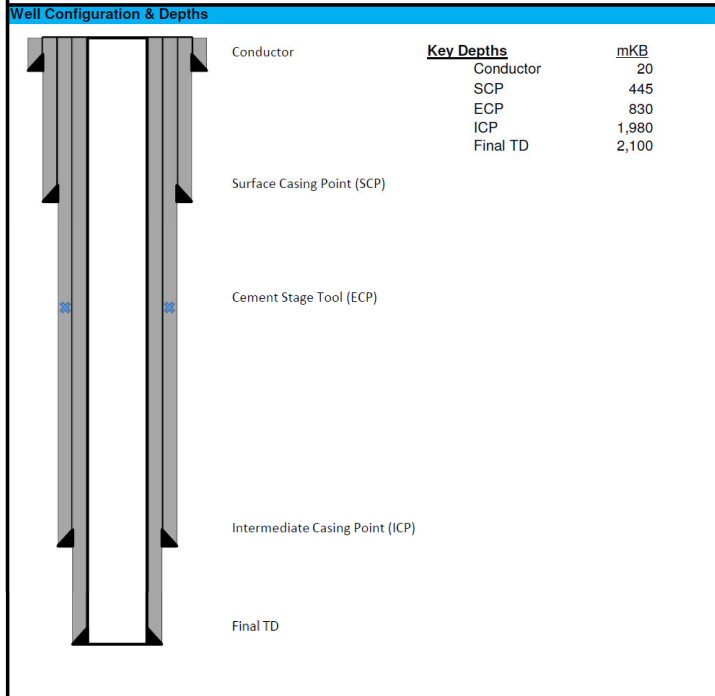 Well Configuration & Depths
Conductor
Key Depths mKB
Conductor 20
SCP 445
ECP 830
ICP 1,980
Final TD 2,100
Surface Casing Point (SCP)
Cement Stage Tool (ECP)
Intermediate Casing Point (ICP)
Final TD